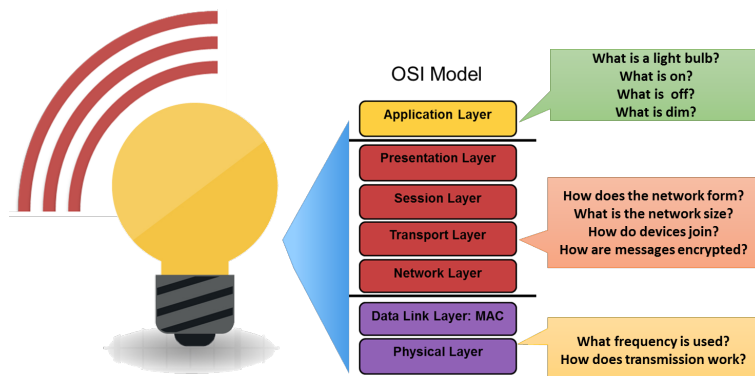 OSI Model
Application Layer
Presentation Layer
Session Layer
Transport Layer
Network Layer
Data Link Layer: MAC
Physical Layer
What is a light bulb?
What is on?
What is off?
What is dim?
How does the network form?
What is the network size?
How do devices join?
How are messages encrypted?
What frequency is used?
How does transmission work?